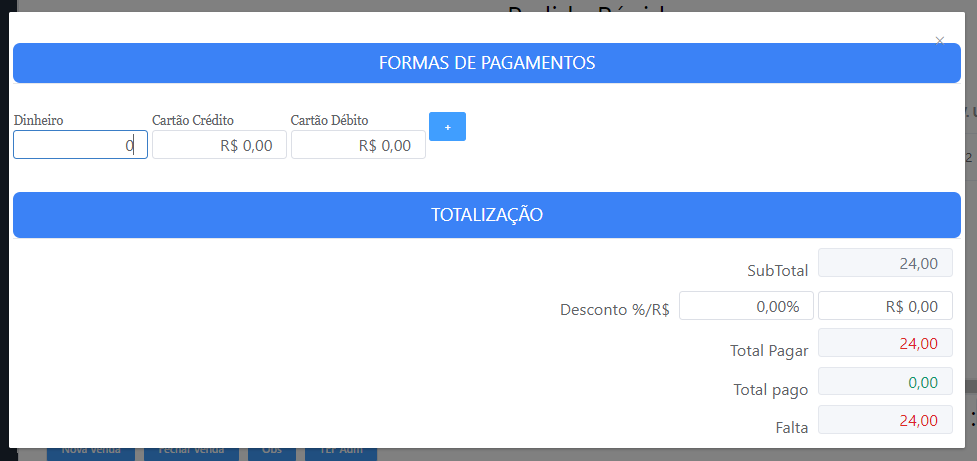 ×
FORMAS DE PAGAMENTOS
Dinheiro Cartão Crédito Cartão Débito
0 R$ 0,00 R$ 0,00 +
TOTALIZAÇÃO
SubTotal 24,00
Desconto %/R$ 0,00% R$ 0,00
Total Pagar 24,00
Total pago 0,00
Falta 24,00
Nova Venda Fechar Venda Obs TEF Adm